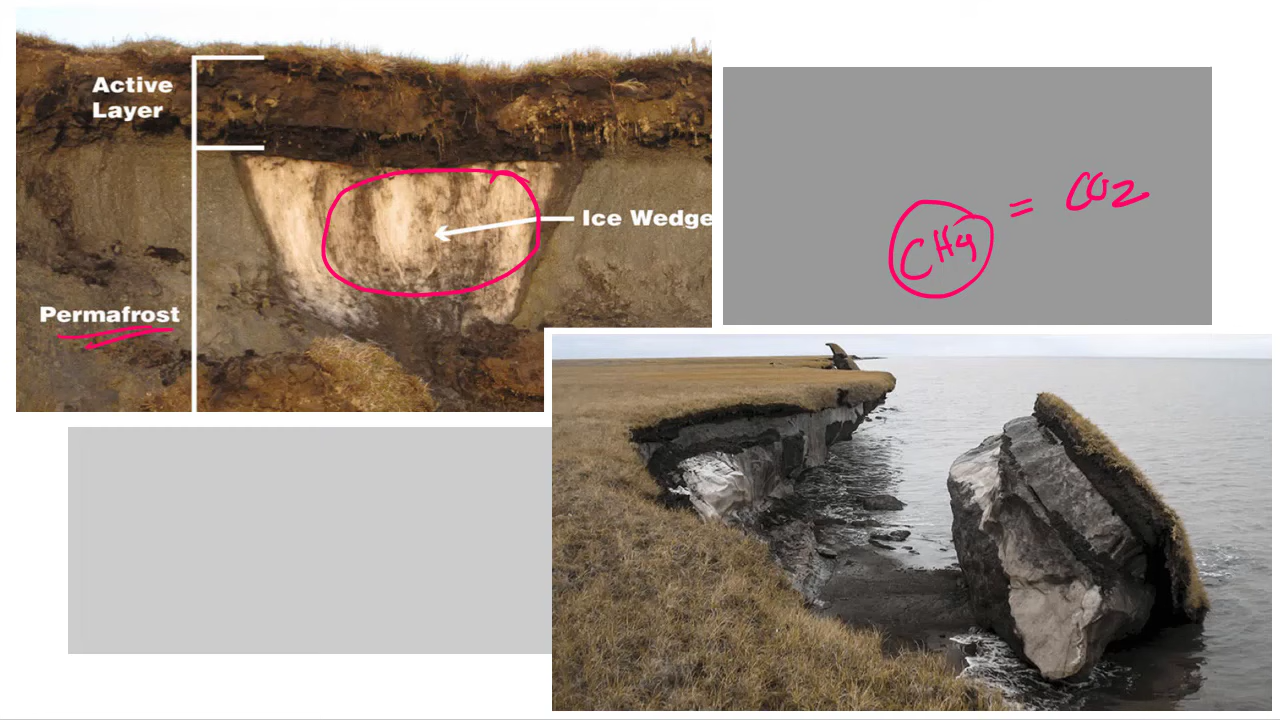 Active
Layer
Ice Wedge
Permafrost
CH4 = CO2